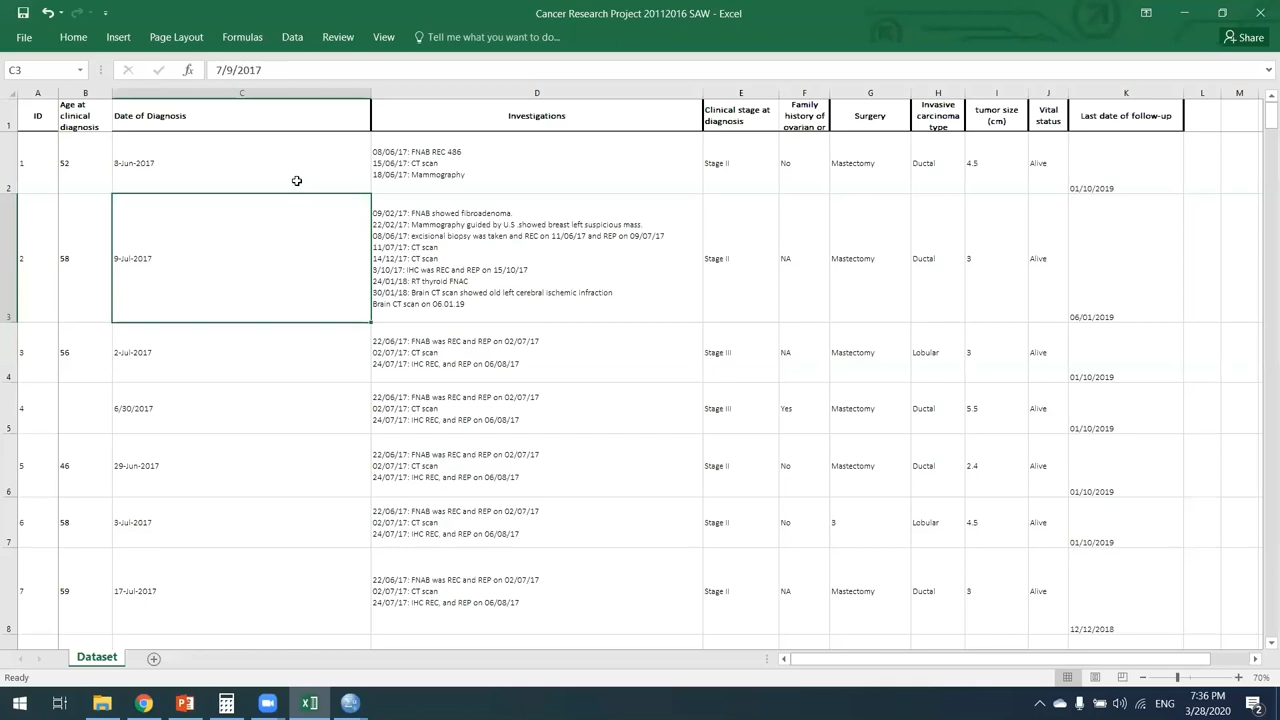 Cancer Research Project 20112016 SAW - Excel
File Home Insert Page Layout Formulas Data Review View Tell me what you want to do... Share
C3 fx 7/9/2017
A B C D E F G H I J K L M
1 ID Age at clinical diagnosis Date of Diagnosis Investigations Clinical stage at diagnosis Family history of ovarian or Surgery Invasive carcinoma type tumor size (cm) Vital status Last date of follow-up
2 1 52 8-Jun-2017 08/06/17: FNAB REC 486 Stage II No Mastectomy Ductal 4.5 Alive 01/10/2019
15/06/17: CT scan
18/06/17: Mammography
3 2 58 9-Jul-2017 09/02/17: FNAB showed fibroadenoma. Stage II NA Mastectomy Ductal 3 Alive 06/01/2019
22/02/17: Mammography guided by U.S .showed breast left suspicious mass.
08/06/17: excisional biopsy was taken and REC on 11/06/17 and REP on 09/07/17
11/07/17: CT scan
14/12/17: CT scan
3/10/17: IHC was REC and REP on 15/10/17
24/01/18: RT thyroid FNAC
30/01/18: Brain CT scan showed old left cerebral ischemic infraction
Brain CT scan on 06.01.19
4 3 56 2-Jul-2017 22/06/17: FNAB was REC and REP on 02/07/17 Stage III NA Mastectomy Lobular 3 Alive 01/10/2019
02/07/17: CT scan
24/07/17: IHC REC, and REP on 06/08/17
5 4 6/30/2017 22/06/17: FNAB was REC and REP on 02/07/17 Stage III Yes Mastectomy Ductal 5.5 Alive 01/10/2019
02/07/17: CT scan
24/07/17: IHC REC, and REP on 06/08/17
6 5 46 29-Jun-2017 22/06/17: FNAB was REC and REP on 02/07/17 Stage II No Mastectomy Ductal 2.4 Alive 01/10/2019
02/07/17: CT scan
24/07/17: IHC REC, and REP on 06/08/17
7 6 58 3-Jul-2017 22/06/17: FNAB was REC and REP on 02/07/17 Stage II No 3 Lobular 4.5 Alive 01/10/2019
02/07/17: CT scan
24/07/17: IHC REC, and REP on 06/08/17
8 7 59 17-Jul-2017 22/06/17: FNAB was REC and REP on 02/07/17 Stage II NA Mastectomy Ductal 3 Alive 12/12/2018
02/07/17: CT scan
24/07/17: IHC REC, and REP on 06/08/17
Dataset
Ready 70%
ENG 7:36 PM
3/28/2020 2